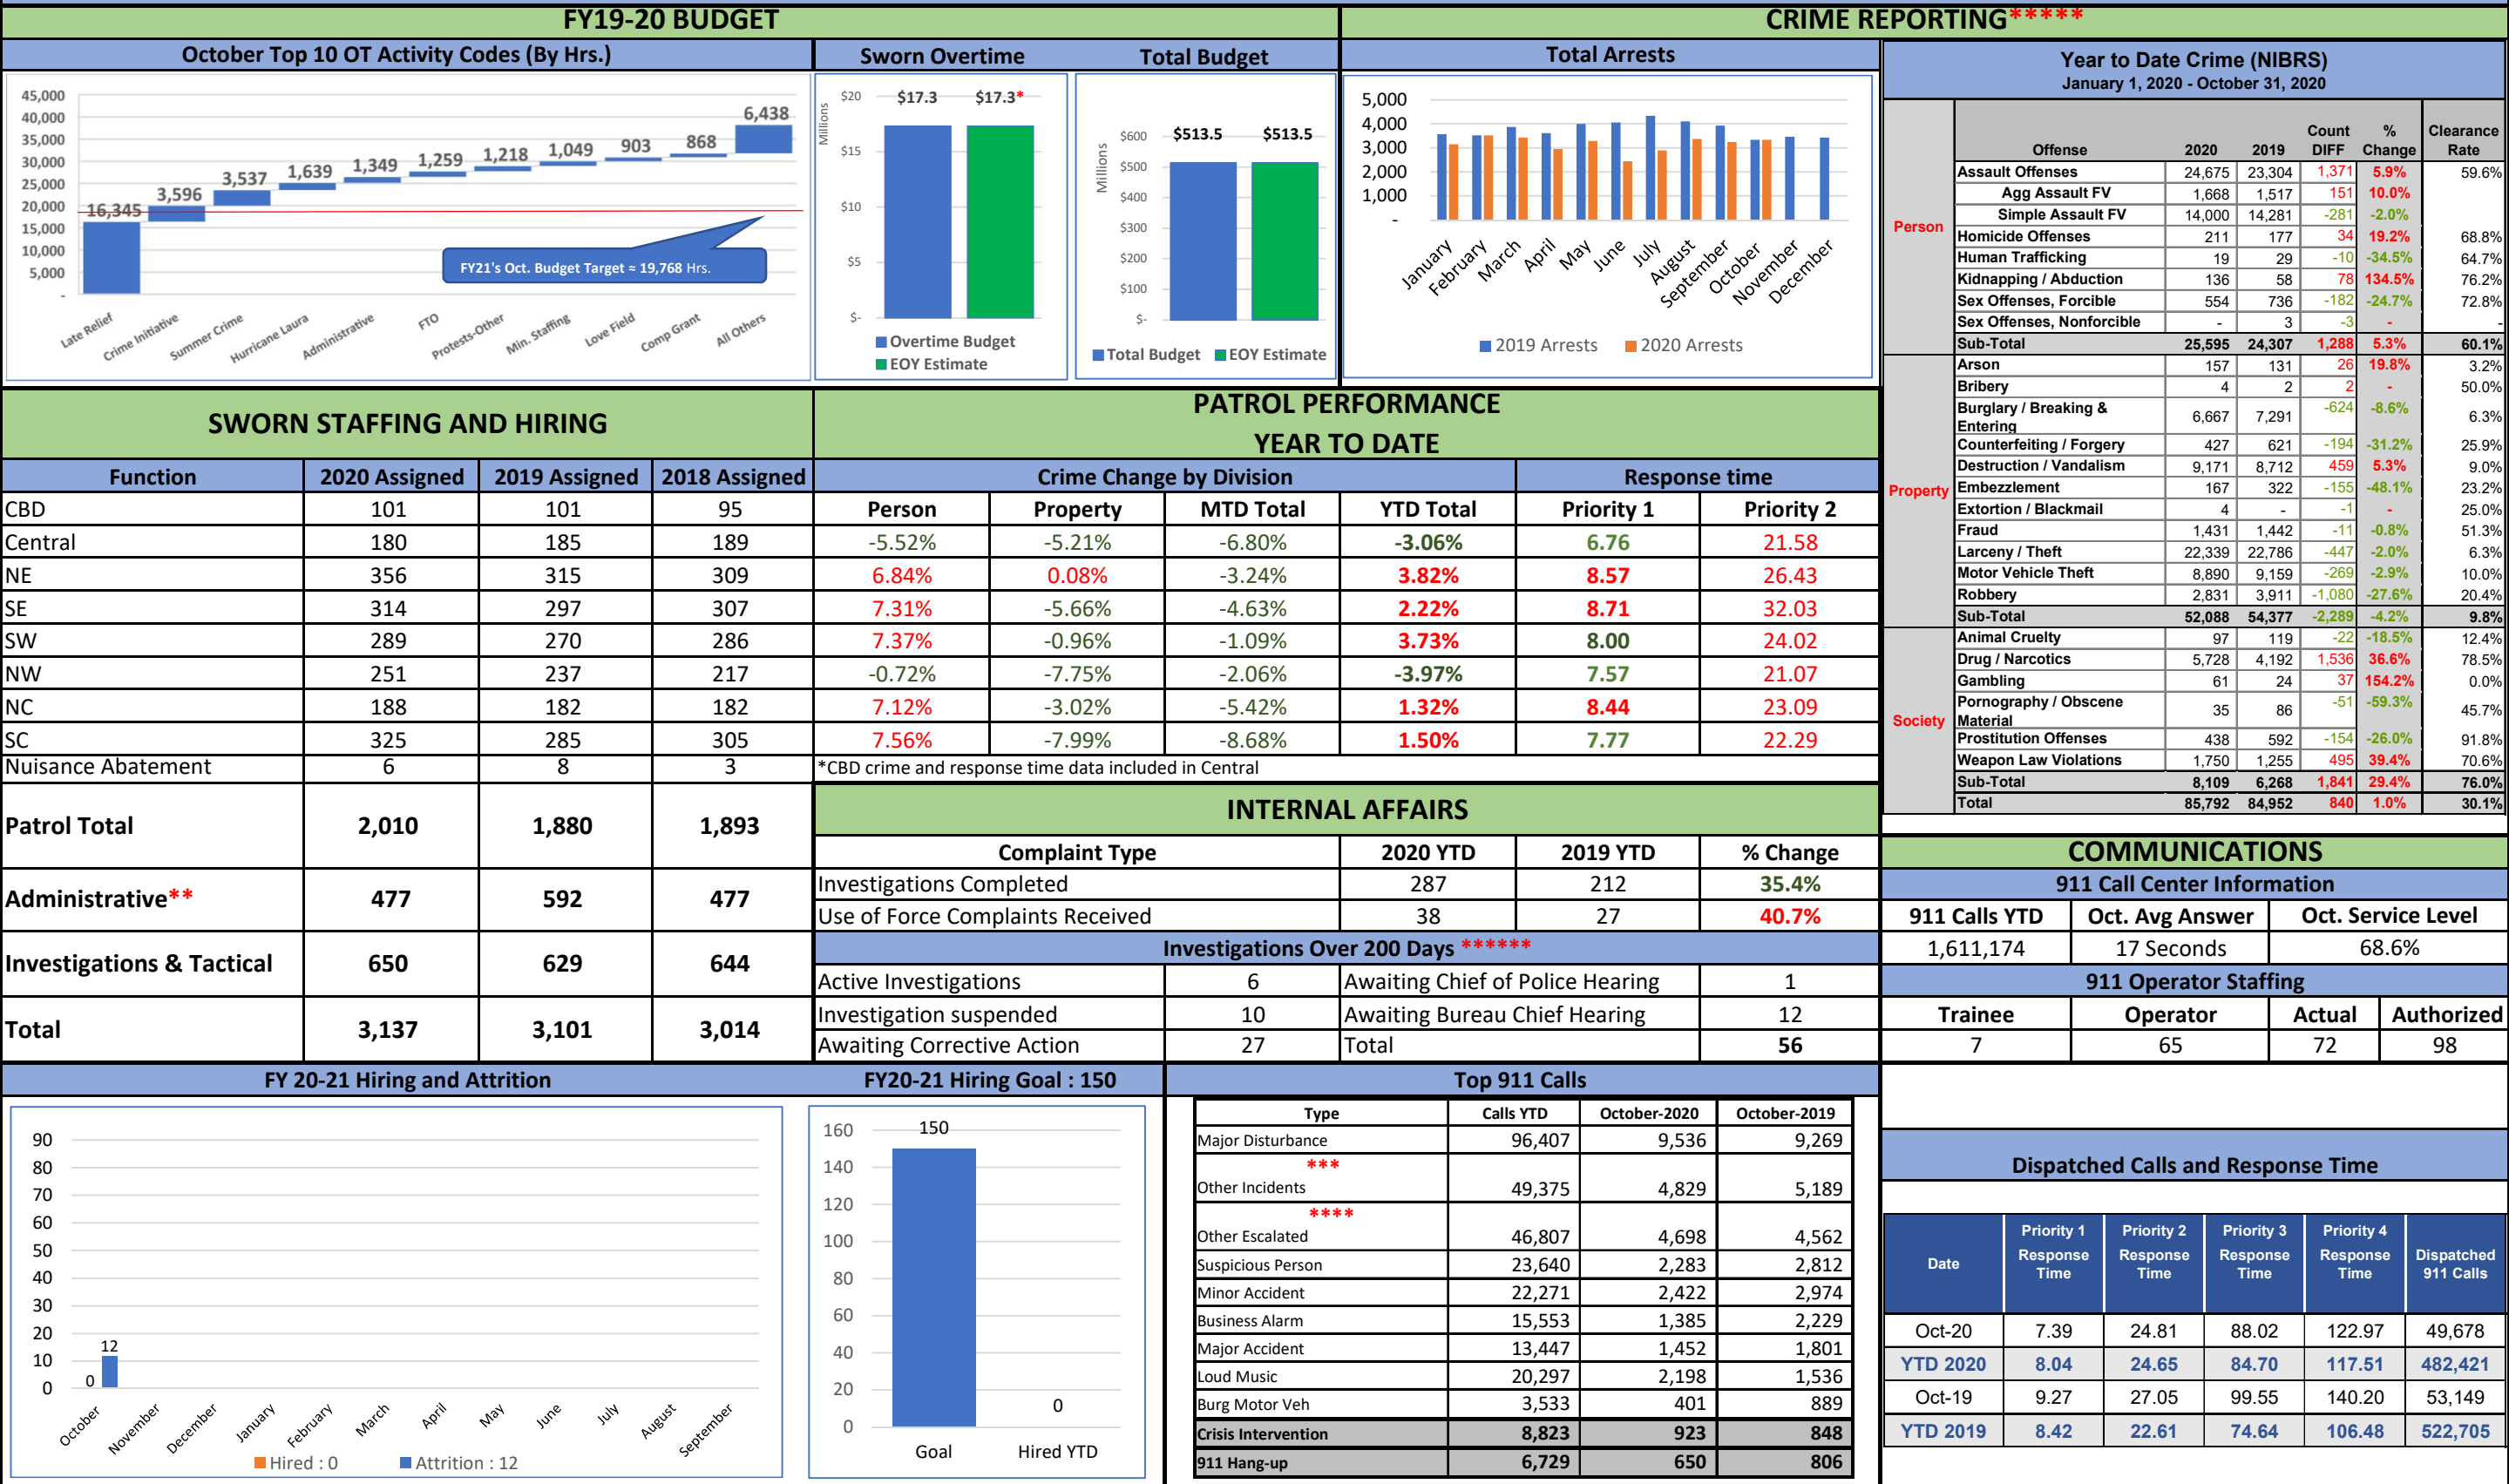 FY19-20 BUDGET
CRIME REPORTING*****
October Top 10 OT Activity Codes (By Hrs.)
45,000
40,000
35,000
30,000
25,000
20,000
15,000
10,000
5,000
-
16,345
3,596
3,537
1,639
1,349
1,259
1,218
1,049
903
868
6,438
FY21's Oct. Budget Target = 19,768 Hrs.
Late Relief
Crime Initiative
Summer Crime
Hurricane Laura
Administrative
FTO
Protests-Other
Min. Staffing
Love Field
Comp Grant
All Others
Sworn Overtime
Millions
$20
$15
$10
$5
$-
$17.3
$17.3*
Overtime Budget
EOY Estimate
Total Budget
Millions
$600
$500
$400
$300
$200
$100
$-
$513.5
$513.5
Total Budget EOY Estimate
Total Arrests
5,000
4,000
3,000
2,000
1,000
-
January
February
March
April
May
June
July
August
September
October
November
December
2019 Arrests 2020 Arrests
Year to Date Crime (NIBRS)
January 1, 2020 - October 31, 2020
Offense 2020 2019 Count DIFF % Change Clearance Rate
Person
Assault Offenses 24,675 23,304 1,371 5.9% 59.6%
Agg Assault FV 1,668 1,517 151 10.0%
Simple Assault FV 14,000 14,281 -281 -2.0%
Homicide Offenses 211 177 34 19.2% 68.8%
Human Trafficking 19 29 -10 -34.5% 64.7%
Kidnapping / Abduction 136 58 78 134.5% 76.2%
Sex Offenses, Forcible 554 736 -182 -24.7% 72.8%
Sex Offenses, Nonforcible - 3 -3 - -
Sub-Total 25,595 24,307 1,288 5.3% 60.1%
Property
Arson 157 131 26 19.8% 3.2%
Bribery 4 2 2 - 50.0%
Burglary / Breaking &
Entering 6,667 7,291 -624 -8.6% 6.3%
Counterfeiting / Forgery 427 621 -194 -31.2% 25.9%
Destruction / Vandalism 9,171 8,712 459 5.3% 9.0%
Embezzlement 167 322 -155 -48.1% 23.2%
Extortion / Blackmail 4 - -1 - 25.0%
Fraud 1,431 1,442 -11 -0.8% 51.3%
Larceny / Theft 22,339 22,786 -447 -2.0% 6.3%
Motor Vehicle Theft 8,890 9,159 -269 -2.9% 10.0%
Robbery 2,831 3,911 -1,080 -27.6% 20.4%
Sub-Total 52,088 54,377 -2,289 -4.2% 9.8%
Society
Animal Cruelty 97 119 -22 -18.5% 12.4%
Drug / Narcotics 5,728 4,192 1,536 36.6% 78.5%
Gambling 61 24 37 154.2% 0.0%
Pornography / Obscene
Material 35 86 -51 -59.3% 45.7%
Prostitution Offenses 438 592 -154 -26.0% 91.8%
Weapon Law Violations 1,750 1,255 495 39.4% 70.6%
Sub-Total 8,109 6,268 1,841 29.4% 76.0%
Total 85,792 84,952 840 1.0% 30.1%
SWORN STAFFING AND HIRING
Function 2020 Assigned 2019 Assigned 2018 Assigned
CBD 101 101 95
Central 180 185 189
NE 356 315 309
SE 314 297 307
SW 289 270 286
NW 251 237 217
NC 188 182 182
SC 325 285 305
Nuisance Abatement 6 8 3
Patrol Total 2,010 1,880 1,893
Administrative** 477 592 477
Investigations & Tactical 650 629 644
Total 3,137 3,101 3,014
PATROL PERFORMANCE
YEAR TO DATE
Crime Change by Division Response time
Person Property MTD Total YTD Total Priority 1 Priority 2
-5.52% -5.21% -6.80% -3.06% 6.76 21.58
6.84% 0.08% -3.24% 3.82% 8.57 26.43
7.31% -5.66% -4.63% 2.22% 8.71 32.03
7.37% -0.96% -1.09% 3.73% 8.00 24.02
-0.72% -7.75% -2.06% -3.97% 7.57 21.07
7.12% -3.02% -5.42% 1.32% 8.44 23.09
7.56% -7.99% -8.68% 1.50% 7.77 22.29
*CBD crime and response time data included in Central
INTERNAL AFFAIRS
Complaint Type 2020 YTD 2019 YTD % Change
Investigations Completed 287 212 35.4%
Use of Force Complaints Received 38 27 40.7%
Investigations Over 200 Days ******
Active Investigations 6 Awaiting Chief of Police Hearing 1
Investigation suspended 10 Awaiting Bureau Chief Hearing 12
Awaiting Corrective Action 27 Total 56
COMMUNICATIONS
911 Call Center Information
911 Calls YTD Oct. Avg Answer Oct. Service Level
1,611,174 17 Seconds 68.6%
911 Operator Staffing
Trainee Operator Actual Authorized
7 65 72 98
FY 20-21 Hiring and Attrition
90
80
70
60
50
40
30
20
10
0
0
12
October
November
December
January
February
March
April
May
June
July
August
September
Hired : 0 Attrition : 12
FY20-21 Hiring Goal : 150
160
140
120
100
80
60
40
20
0
150
0
Goal Hired YTD
Top 911 Calls
Type Calls YTD October-2020 October-2019
Major Disturbance 96,407 9,536 9,269
***
Other Incidents 49,375 4,829 5,189
****
Other Escalated 46,807 4,698 4,562
Suspicious Person 23,640 2,283 2,812
Minor Accident 22,271 2,422 2,974
Business Alarm 15,553 1,385 2,229
Major Accident 13,447 1,452 1,801
Loud Music 20,297 2,198 1,536
Burg Motor Veh 3,533 401 889
Crisis Intervention 8,823 923 848
911 Hang-up 6,729 650 806
Dispatched Calls and Response Time
Date Priority 1 Response Time Priority 2 Response Time Priority 3 Response Time Priority 4 Response Time Dispatched 911 Calls
Oct-20 7.39 24.81 88.02 122.97 49,678
YTD 2020 8.04 24.65 84.70 117.51 482,421
Oct-19 9.27 27.05 99.55 140.20 53,149
YTD 2019 8.42 22.61 74.64 106.48 522,705